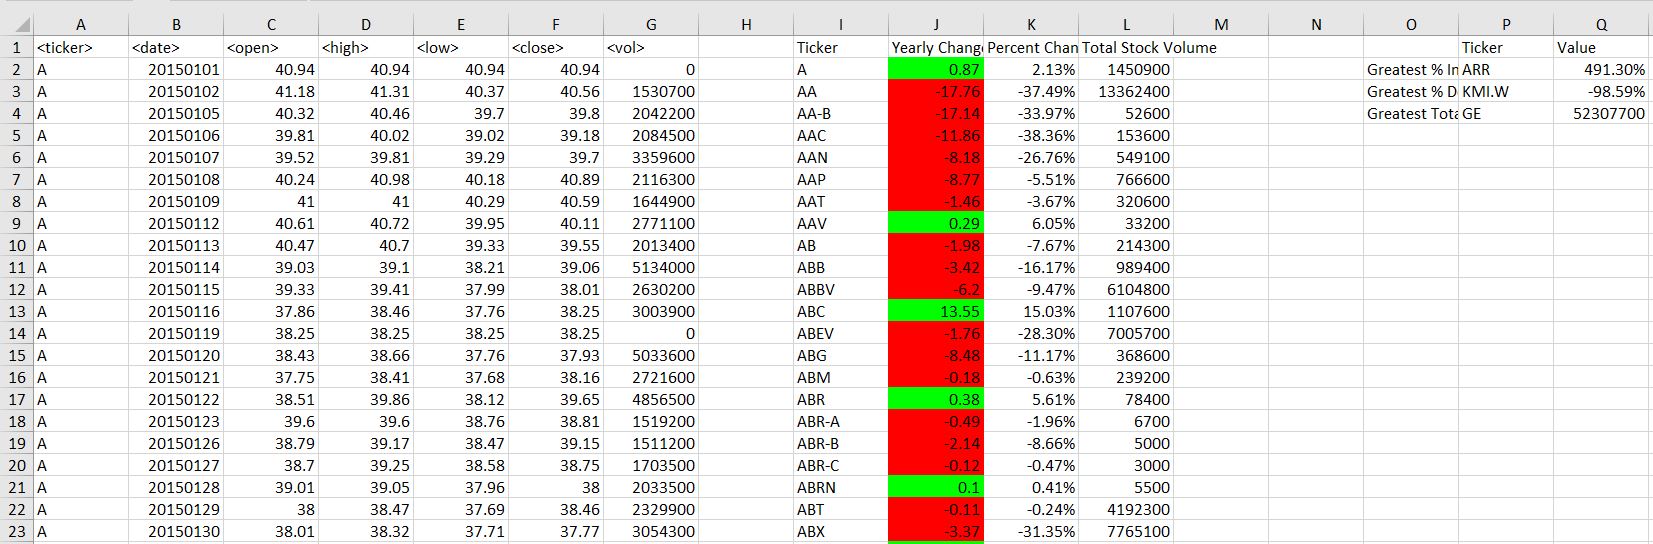 A B C D E F G H I J K L M N O P Q
1 <ticker> <date> <open> <high> <low> <close> <vol> Ticker Yearly Chang Percent Chan Total Stock Volume Ticker Value
2 A 20150101 40.94 40.94 40.94 40.94 0 A 0.87 2.13% 1450900 Greatest % In ARR 491.30%
3 A 20150102 41.18 41.31 40.37 40.56 1530700 AA -17.76 -37.49% 13362400 Greatest % D KMI.W -98.59%
4 A 20150105 40.32 40.46 39.7 39.8 2042200 AA-B -17.14 -33.97% 52600 Greatest Tota GE 52307700
5 A 20150106 39.81 40.02 39.02 39.18 2084500 AAC -11.86 -38.36% 153600
6 A 20150107 39.52 39.81 39.29 39.7 3359600 AAN -8.18 -26.76% 549100
7 A 20150108 40.24 40.98 40.18 40.89 2116300 AAP -8.77 -5.51% 766600
8 A 20150109 41 41 40.29 40.59 1644900 AAT -1.46 -3.67% 320600
9 A 20150112 40.61 40.72 39.95 40.11 2771100 AAV 0.29 6.05% 33200
10 A 20150113 40.47 40.7 39.33 39.55 2013400 AB -1.98 -7.67% 214300
11 A 20150114 39.03 39.1 38.21 39.06 5134000 ABB -3.42 -16.17% 989400
12 A 20150115 39.33 39.41 37.99 38.01 2630200 ABBV -6.2 -9.47% 6104800
13 A 20150116 37.86 38.46 37.76 38.25 3003900 ABC 13.55 15.03% 1107600
14 A 20150119 38.25 38.25 38.25 38.25 0 ABEV -1.76 -28.30% 7005700
15 A 20150120 38.43 38.66 37.76 37.93 5033600 ABG -8.48 -11.17% 368600
16 A 20150121 37.75 38.41 37.68 38.16 2721600 ABM -0.18 -0.63% 239200
17 A 20150122 38.51 39.86 38.12 39.65 4856500 ABR 0.38 5.61% 78400
18 A 20150123 39.6 39.6 38.76 38.81 1519200 ABR-A -0.49 -1.96% 6700
19 A 20150126 38.79 39.17 38.47 39.15 1511200 ABR-B -2.14 -8.66% 5000
20 A 20150127 38.7 39.25 38.58 38.75 1703500 ABR-C -0.12 -0.47% 3000
21 A 20150128 39.01 39.05 37.96 38 2033500 ABRN 0.1 0.41% 5500
22 A 20150129 38 38.47 37.69 38.46 2329900 ABT -0.11 -0.24% 4192300
23 A 20150130 38.01 38.32 37.71 37.77 3054300 ABX -3.37 -31.35% 7765100